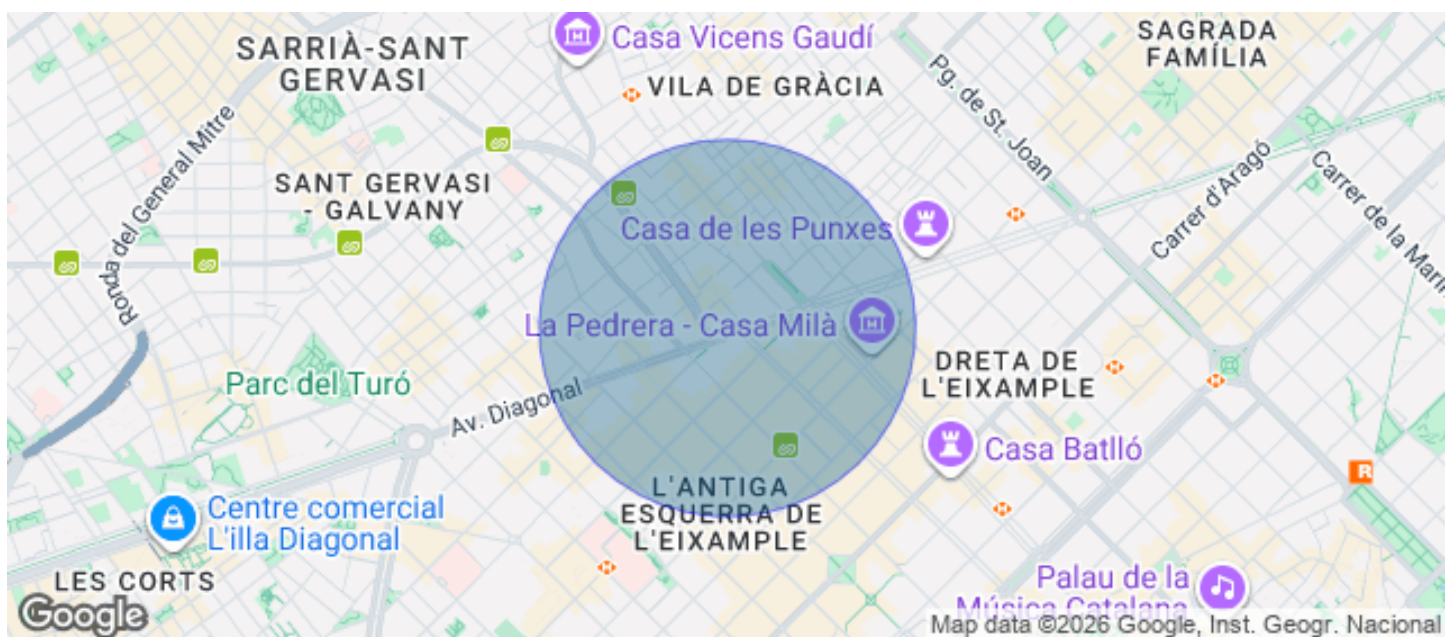 SARRIÀ-SANT
GERVASI
Casa Vicens Gaudí
SAGRADA
FAMÍLIA
VILA DE GRÀCIA
Pg. de St. Joan
Ronda del General Mitre
SANT GERVASI
- GALVANY
Carrer d'Aragó
Carrer de la Marin
Casa de les Punxes
La Pedrera - Casa Milà
DRETA DE
L'EIXAMPLE
Parc del Turó
Av. Diagonal
Casa Batlló
L'ANTIGA
ESQUERRA DE
L'EIXAMPLE
Centre comercial
L'illa Diagonal
LES CORTS
Palau de la
Música Catalana
Google
Map data ©2026 Google, Inst. Geogr. Nacional